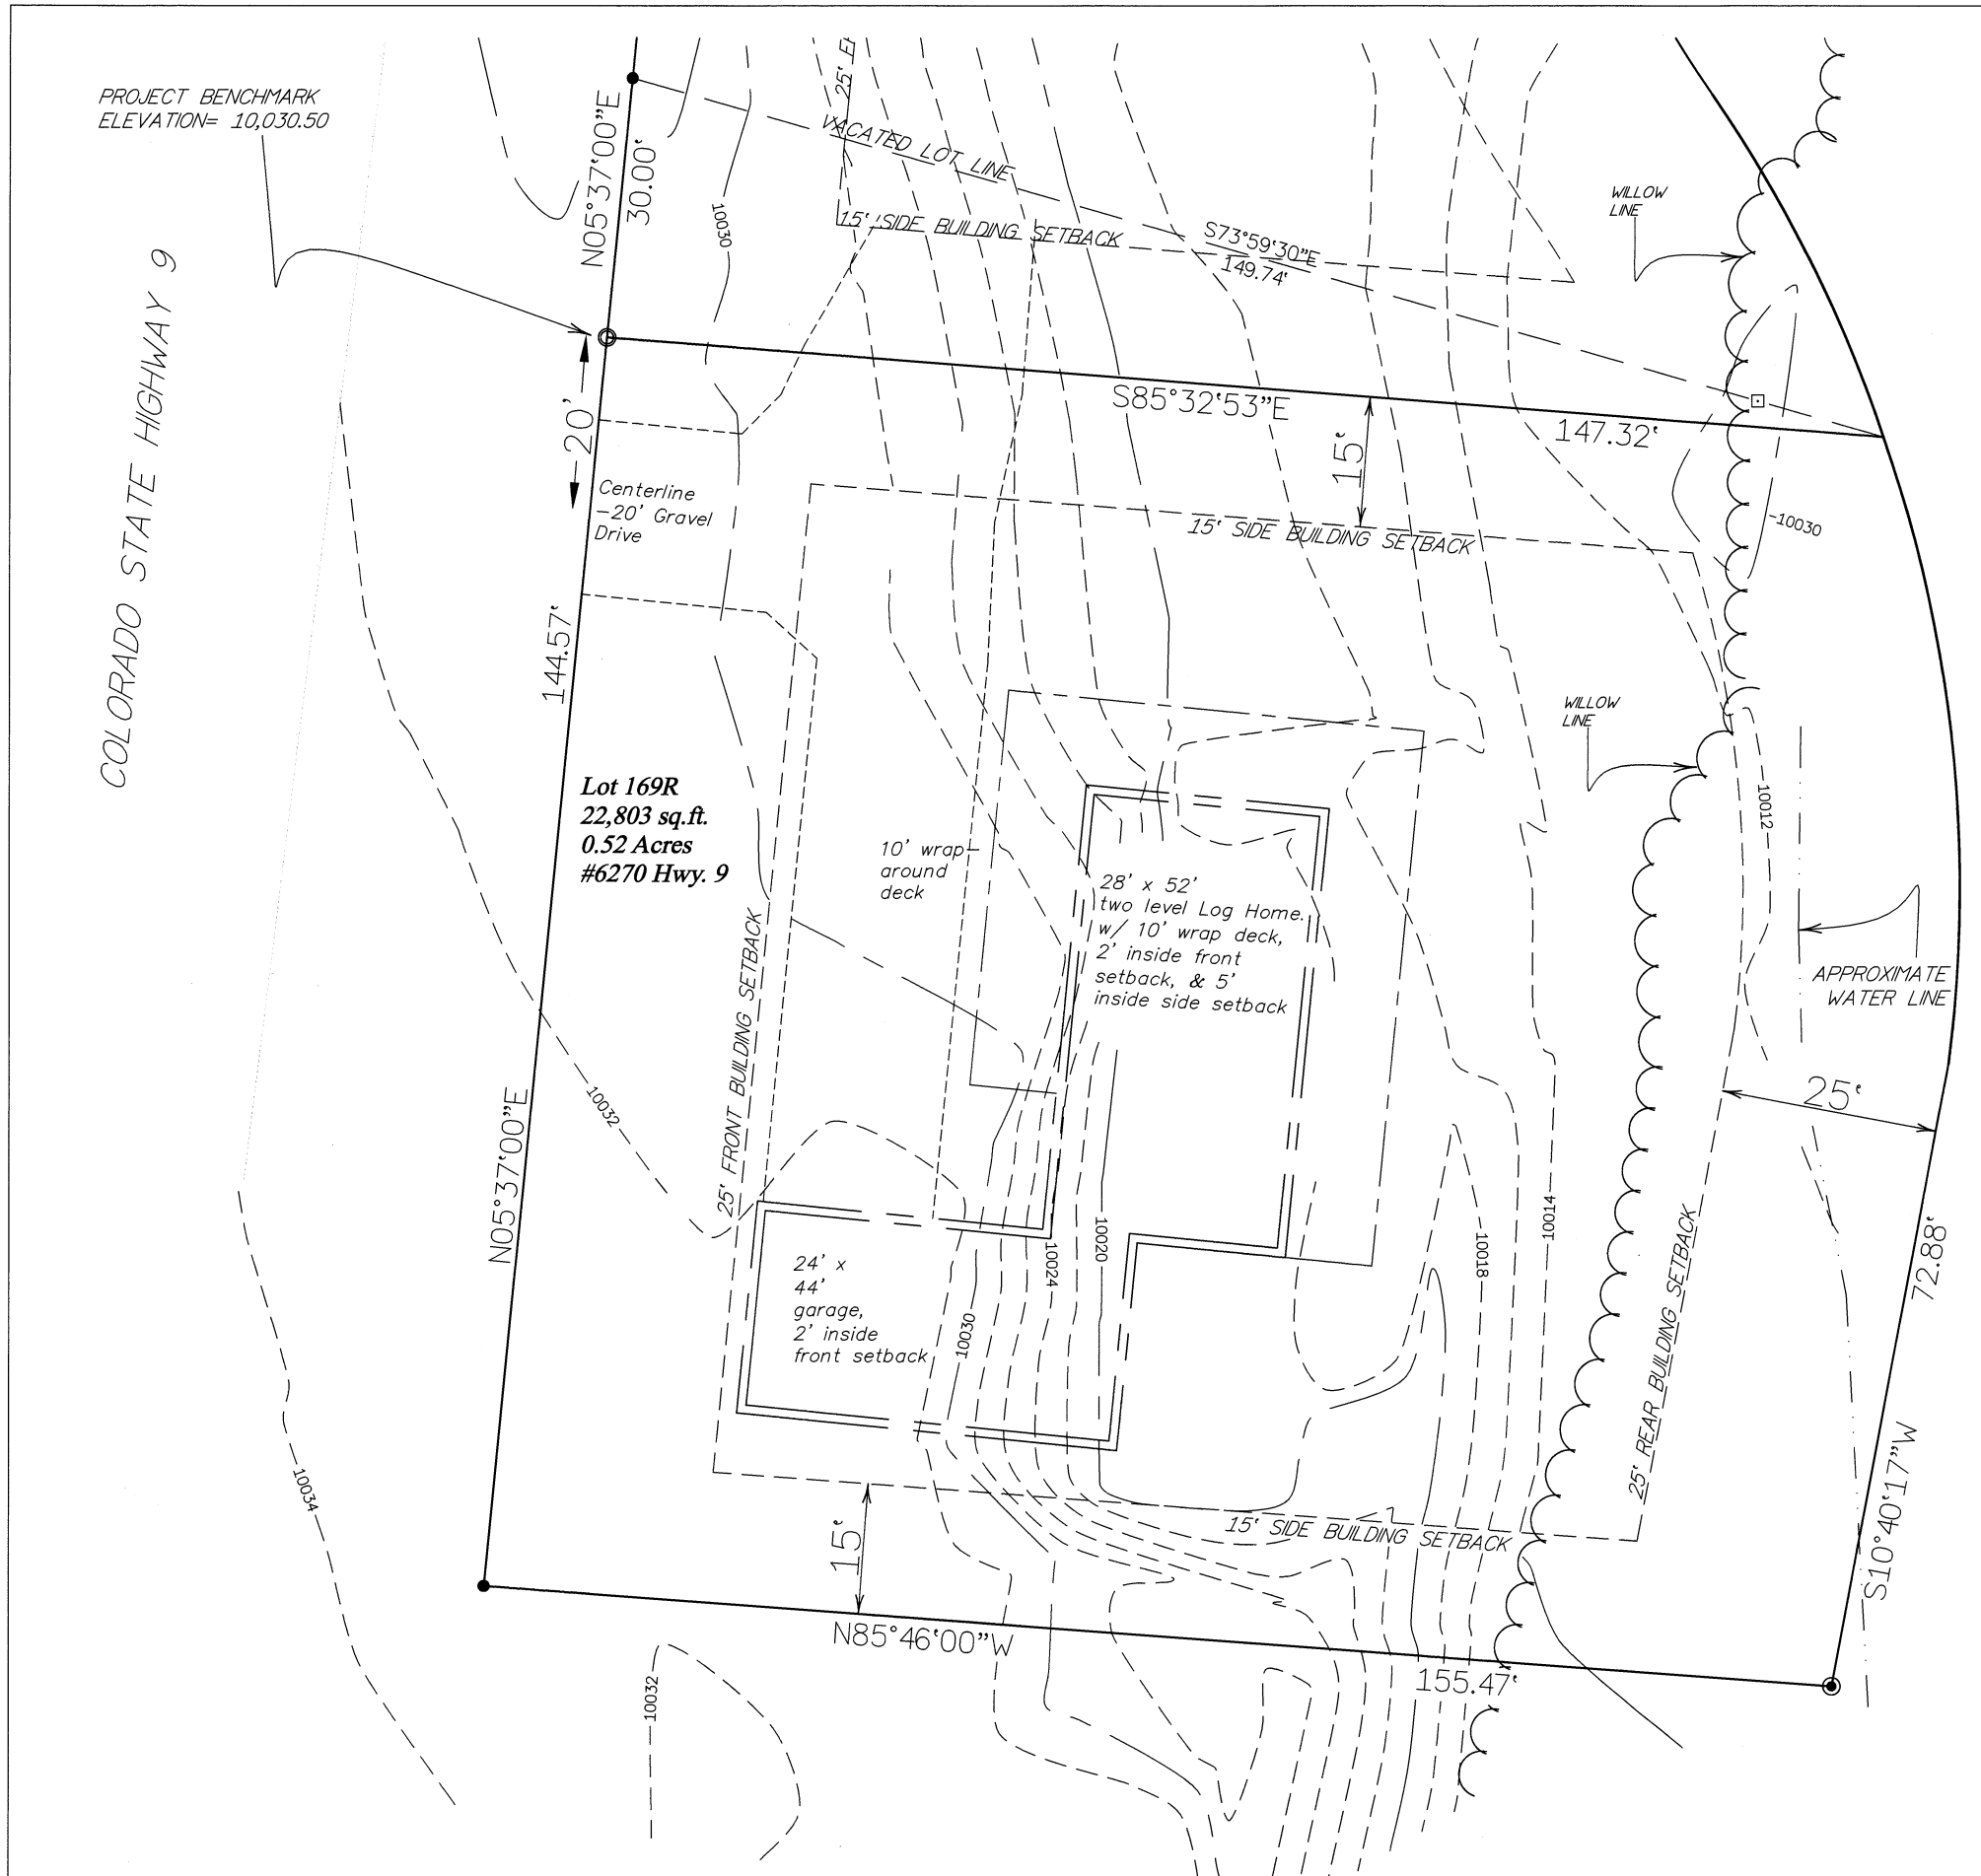 PROJECT BENCHMARK
ELEVATION= 10,030.50
COLORADO STATE HIGHWAY 9
N05°37'00"E
30.00'
25'
VACATED LOT LINE
10030
15' SIDE BUILDING SETBACK
S73°59'30"E
149.74'
WILLOW
LINE
S85°32'53"E
147.32'
15'
20'
Centerline
-20' Gravel
Drive
15' SIDE BUILDING SETBACK
-10030
144.57'
WILLOW
LINE
Lot 169R
22,803 sq.ft.
0.52 Acres
#6270 Hwy. 9
10' wrap-
around
deck
28' x 52'
two level Log Home.
w/ 10' wrap deck,
2' inside front
setback, & 5'
inside side setback
10012
APPROXIMATE
WATER LINE
25' FRONT BUILDING SETBACK
10032
25'
N05°37'00"E
24' x
44'
garage,
2' inside
front setback
10030
10024
10020
10018
10014
25' REAR BUILDING SETBACK
72.88'
S10°40'17"W
10034
15'
15' SIDE BUILDING SETBACK
N85°46'00"W
155.47'
10032